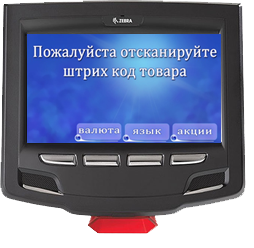 ZEBRA
Пожалуйста отсканируйте
штрих код товара
валюта язык акции